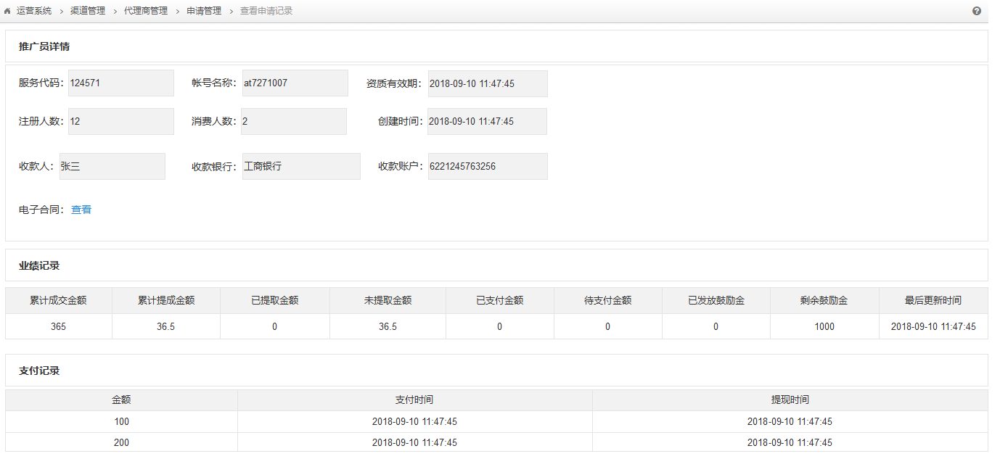 运营系统 > 渠道管理 > 代理商管理 > 申请管理 > 查看申请记录
推广员详情
服务代码： 124571 帐号名称： at7271007 资质有效期： 2018-09-10 11:47:45
注册人数： 12 消费人数： 2 创建时间： 2018-09-10 11:47:45
收款人： 张三 收款银行： 工商银行 收款账户： 6221245763256
电子合同： 查看
业绩记录
累计成交金额 累计提成金额 已提取金额 未提取金额 已支付金额 待支付金额 已发放鼓励金 剩余鼓励金 最后更新时间
365 36.5 0 36.5 0 0 0 1000 2018-09-10 11:47:45
支付记录
金额 支付时间 提现时间
100 2018-09-10 11:47:45 2018-09-10 11:47:45
200 2018-09-10 11:47:45 2018-09-10 11:47:45